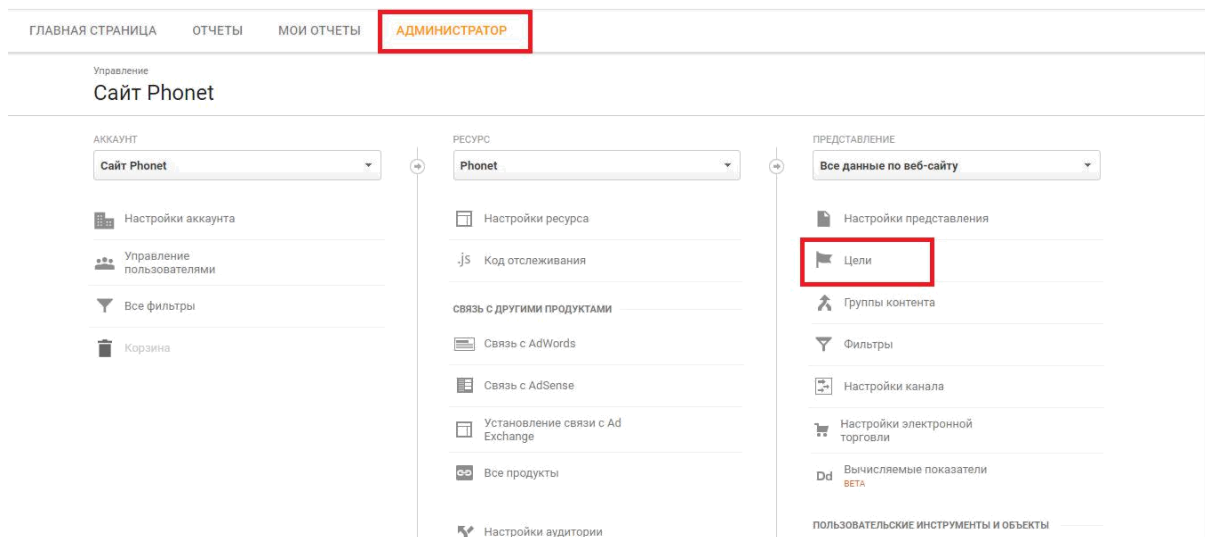 ГЛАВНАЯ СТРАНИЦА ОТЧЕТЫ МОИ ОТЧЕТЫ АДМИНИСТРАТОР
Управление
Сайт Phonet
АККАУНТ
Сайт Phonet
Настройки аккаунта
Управление
пользователями
Все фильтры
Корзина
РЕСУРС
Phonet
Настройки ресурса
.js Код отслеживания
СВЯЗЬ С ДРУГИМИ ПРОДУКТАМИ
Связь с AdWords
Связь с AdSense
Установление связи с Ad
Exchange
Все продукты
Настройки аудитории
ПРЕДСТАВЛЕНИЕ
Все данные по веб-сайту
Настройки представления
Цели
Группы контента
Фильтры
Настройки канала
Настройки электронной
торговли
Dd Вычисляемые показатели
BETA
ПОЛЬЗОВАТЕЛЬСКИЕ ИНСТРУМЕНТЫ И ОБЪЕКТЫ